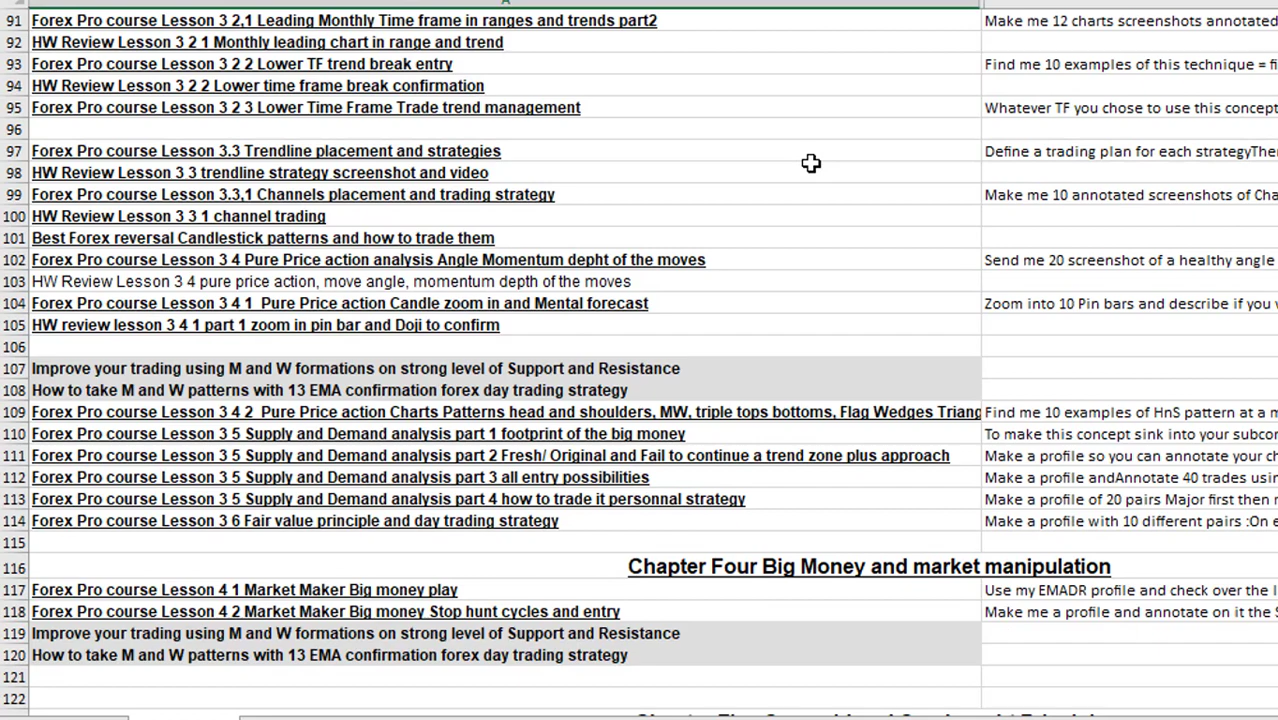 91 Forex Pro course Lesson 3 2,1 Leading Monthly Time frame in ranges and trends part2 Make me 12 charts screenshots annotated
92 HW Review Lesson 3 2 1 Monthly leading chart in range and trend
93 Forex Pro course Lesson 3 2 2 Lower TF trend break entry Find me 10 examples of this technique = fi
94 HW Review Lesson 3 2 2 Lower time frame break confirmation
95 Forex Pro course Lesson 3 2 3 Lower Time Frame Trade trend management Whatever TF you chose to use this concept
96
97 Forex Pro course Lesson 3.3 Trendline placement and strategies Define a trading plan for each strategyThe
98 HW Review Lesson 3 3 trendline strategy screenshot and video
99 Forex Pro course Lesson 3.3,1 Channels placement and trading strategy Make me 10 annotated screenshots of Cha
100 HW Review Lesson 3 3 1 channel trading
101 Best Forex reversal Candlestick patterns and how to trade them
102 Forex Pro course Lesson 3 4 Pure Price action analysis Angle Momentum depht of the moves Send me 20 screenshot of a healthy angle
103 HW Review Lesson 3 4 pure price action, move angle, momentum depth of the moves
104 Forex Pro course Lesson 3 4 1 Pure Price action Candle zoom in and Mental forecast Zoom into 10 Pin bars and describe if you
105 HW review lesson 3 4 1 part 1 zoom in pin bar and Doji to confirm
106
107 Improve your trading using M and W formations on strong level of Support and Resistance
108 How to take M and W patterns with 13 EMA confirmation forex day trading strategy
109 Forex Pro course Lesson 3 4 2 Pure Price action Charts Patterns head and shoulders, MW, triple tops bottoms, Flag Wedges Triang Find me 10 examples of HnS pattern at a m
110 Forex Pro course Lesson 3 5 Supply and Demand analysis part 1 footprint of the big money To make this concept sink into your subcon
111 Forex Pro course Lesson 3 5 Supply and Demand analysis part 2 Fresh/ Original and Fail to continue a trend zone plus approach Make a profile so you can annotate your ch
112 Forex Pro course Lesson 3 5 Supply and Demand analysis part 3 all entry possibilities Make a profile andAnnotate 40 trades usin
113 Forex Pro course Lesson 3 5 Supply and Demand analysis part 4 how to trade it personnal strategy Make a profile of 20 pairs Major first then
114 Forex Pro course Lesson 3 6 Fair value principle and day trading strategy Make a profile with 10 different pairs :On e
115
116 Chapter Four Big Money and market manipulation
117 Forex Pro course Lesson 4 1 Market Maker Big money play Use my EMADR profile and check over the
118 Forex Pro course Lesson 4 2 Market Maker Big money Stop hunt cycles and entry Make me a profile and annotate on it the
119 Improve your trading using M and W formations on strong level of Support and Resistance
120 How to take M and W patterns with 13 EMA confirmation forex day trading strategy
121
122